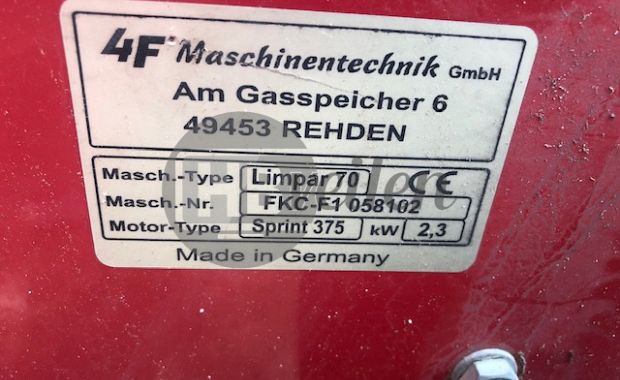 4F Maschinentechnik GmbH
Am Gasspeicher 6
49453 REHDEN
Masch.-Type Limpar 70 CE
Masch.-Nr. FKC-F1 058102
Motor-Type Sprint 375 kW 2,3
Made in Germany